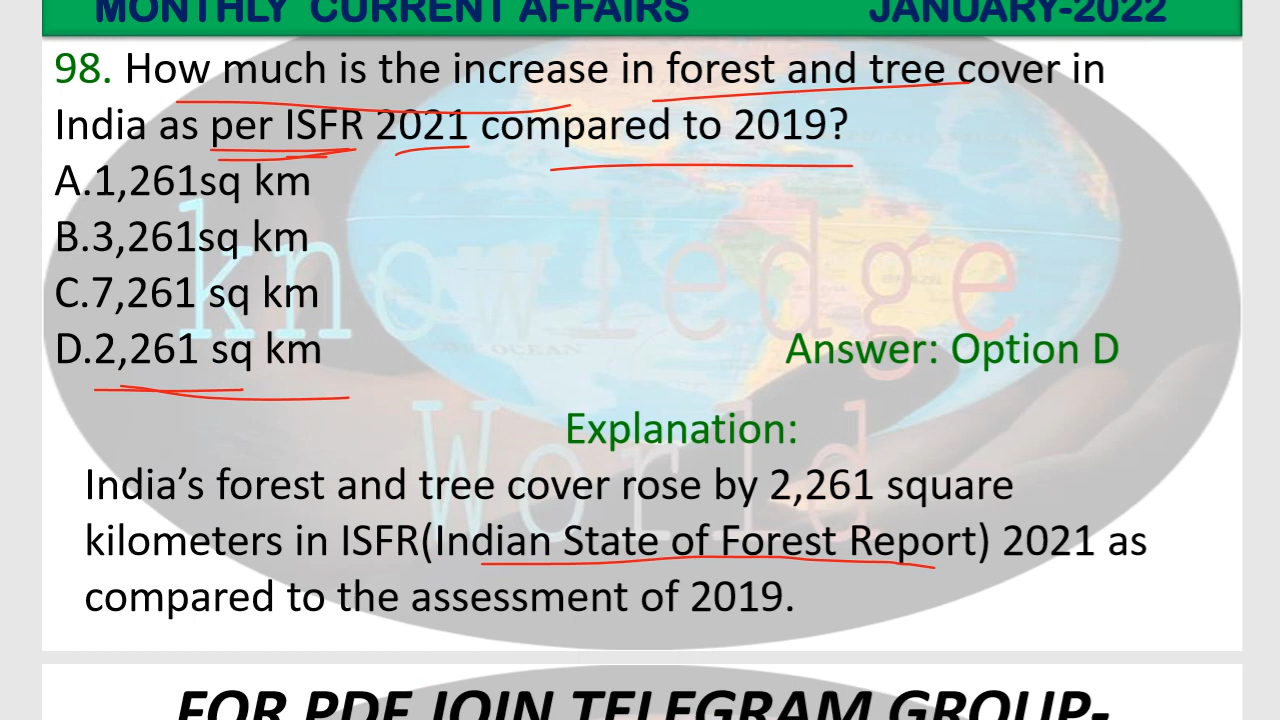 MONTHLY CURRENT AFFAIRS JANUARY-2022
98. How much is the increase in forest and tree cover in
India as per ISFR 2021 compared to 2019?
A.1,261sq km
B.3,261sq km
C.7,261 sq km
D.2,261 sq km
Answer: Option D
Explanation:
India’s forest and tree cover rose by 2,261 square
kilometers in ISFR(Indian State of Forest Report) 2021 as
compared to the assessment of 2019.
knowledge
World
FOR PDF JOIN TELEGRAM GROUP-